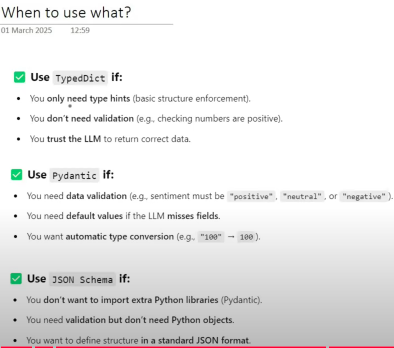 When to use what?
01 March 2025 12:59
✅ Use TypedDict if:
• You only need type hints (basic structure enforcement).
• You don't need validation (e.g., checking numbers are positive).
• You trust the LLM to return correct data.
✅ Use Pydantic if:
• You need data validation (e.g., sentiment must be "positive", "neutral", or "negative").
• You need default values if the LLM misses fields.
• You want automatic type conversion (e.g., "100" → 100).
✅ Use JSON Schema if:
• You don't want to import extra Python libraries (Pydantic).
• You need validation but don't need Python objects.
• You want to define structure in a standard JSON format.